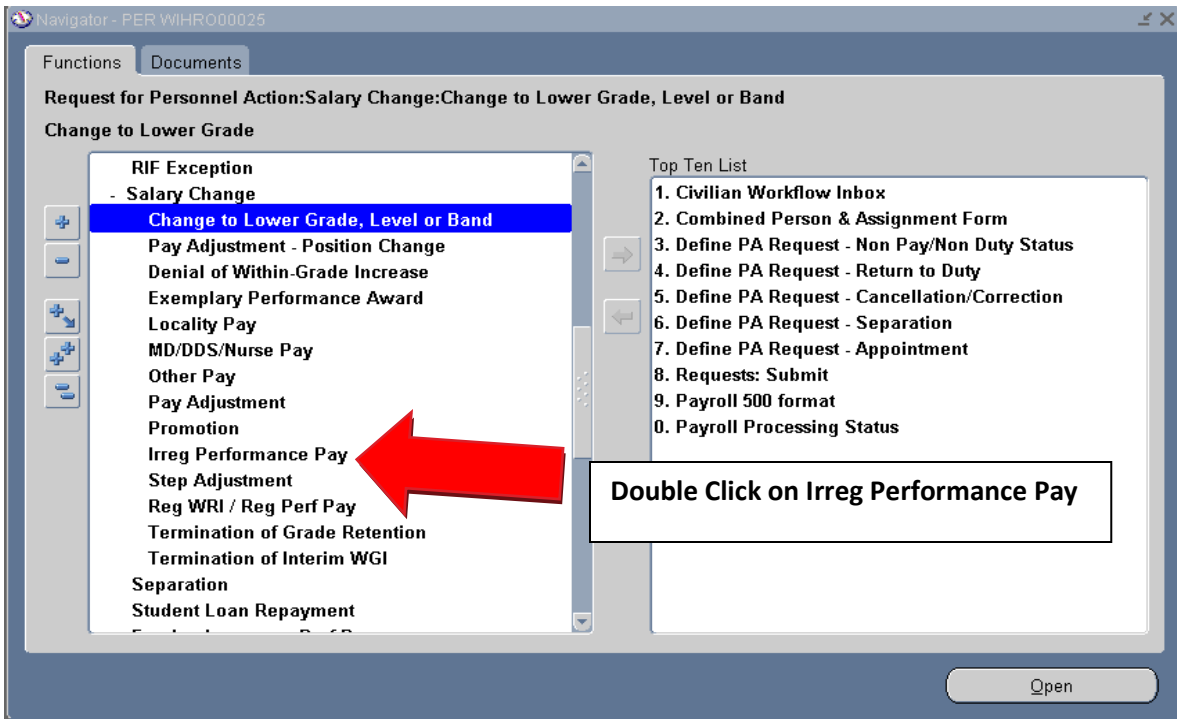 Navigator - PER WIHRO00025
Functions
Documents
Request for Personnel Action:Salary Change:Change to Lower Grade, Level or Band
Change to Lower Grade
RIF Exception
- Salary Change
Change to Lower Grade, Level or Band
Pay Adjustment - Position Change
Denial of Within-Grade Increase
Exemplary Performance Award
Locality Pay
MD/DDS/Nurse Pay
Other Pay
Pay Adjustment
Promotion
Irreg Performance Pay
Step Adjustment
Reg WRI / Reg Perf Pay
Termination of Grade Retention
Termination of Interim WGI
Separation
Student Loan Repayment
Top Ten List
1. Civilian Workflow Inbox
2. Combined Person & Assignment Form
3. Define PA Request - Non Pay/Non Duty Status
4. Define PA Request - Return to Duty
5. Define PA Request - Cancellation/Correction
6. Define PA Request - Separation
7. Define PA Request - Appointment
8. Requests: Submit
9. Payroll 500 format
0. Payroll Processing Status
Double Click on Irreg Performance Pay
Open